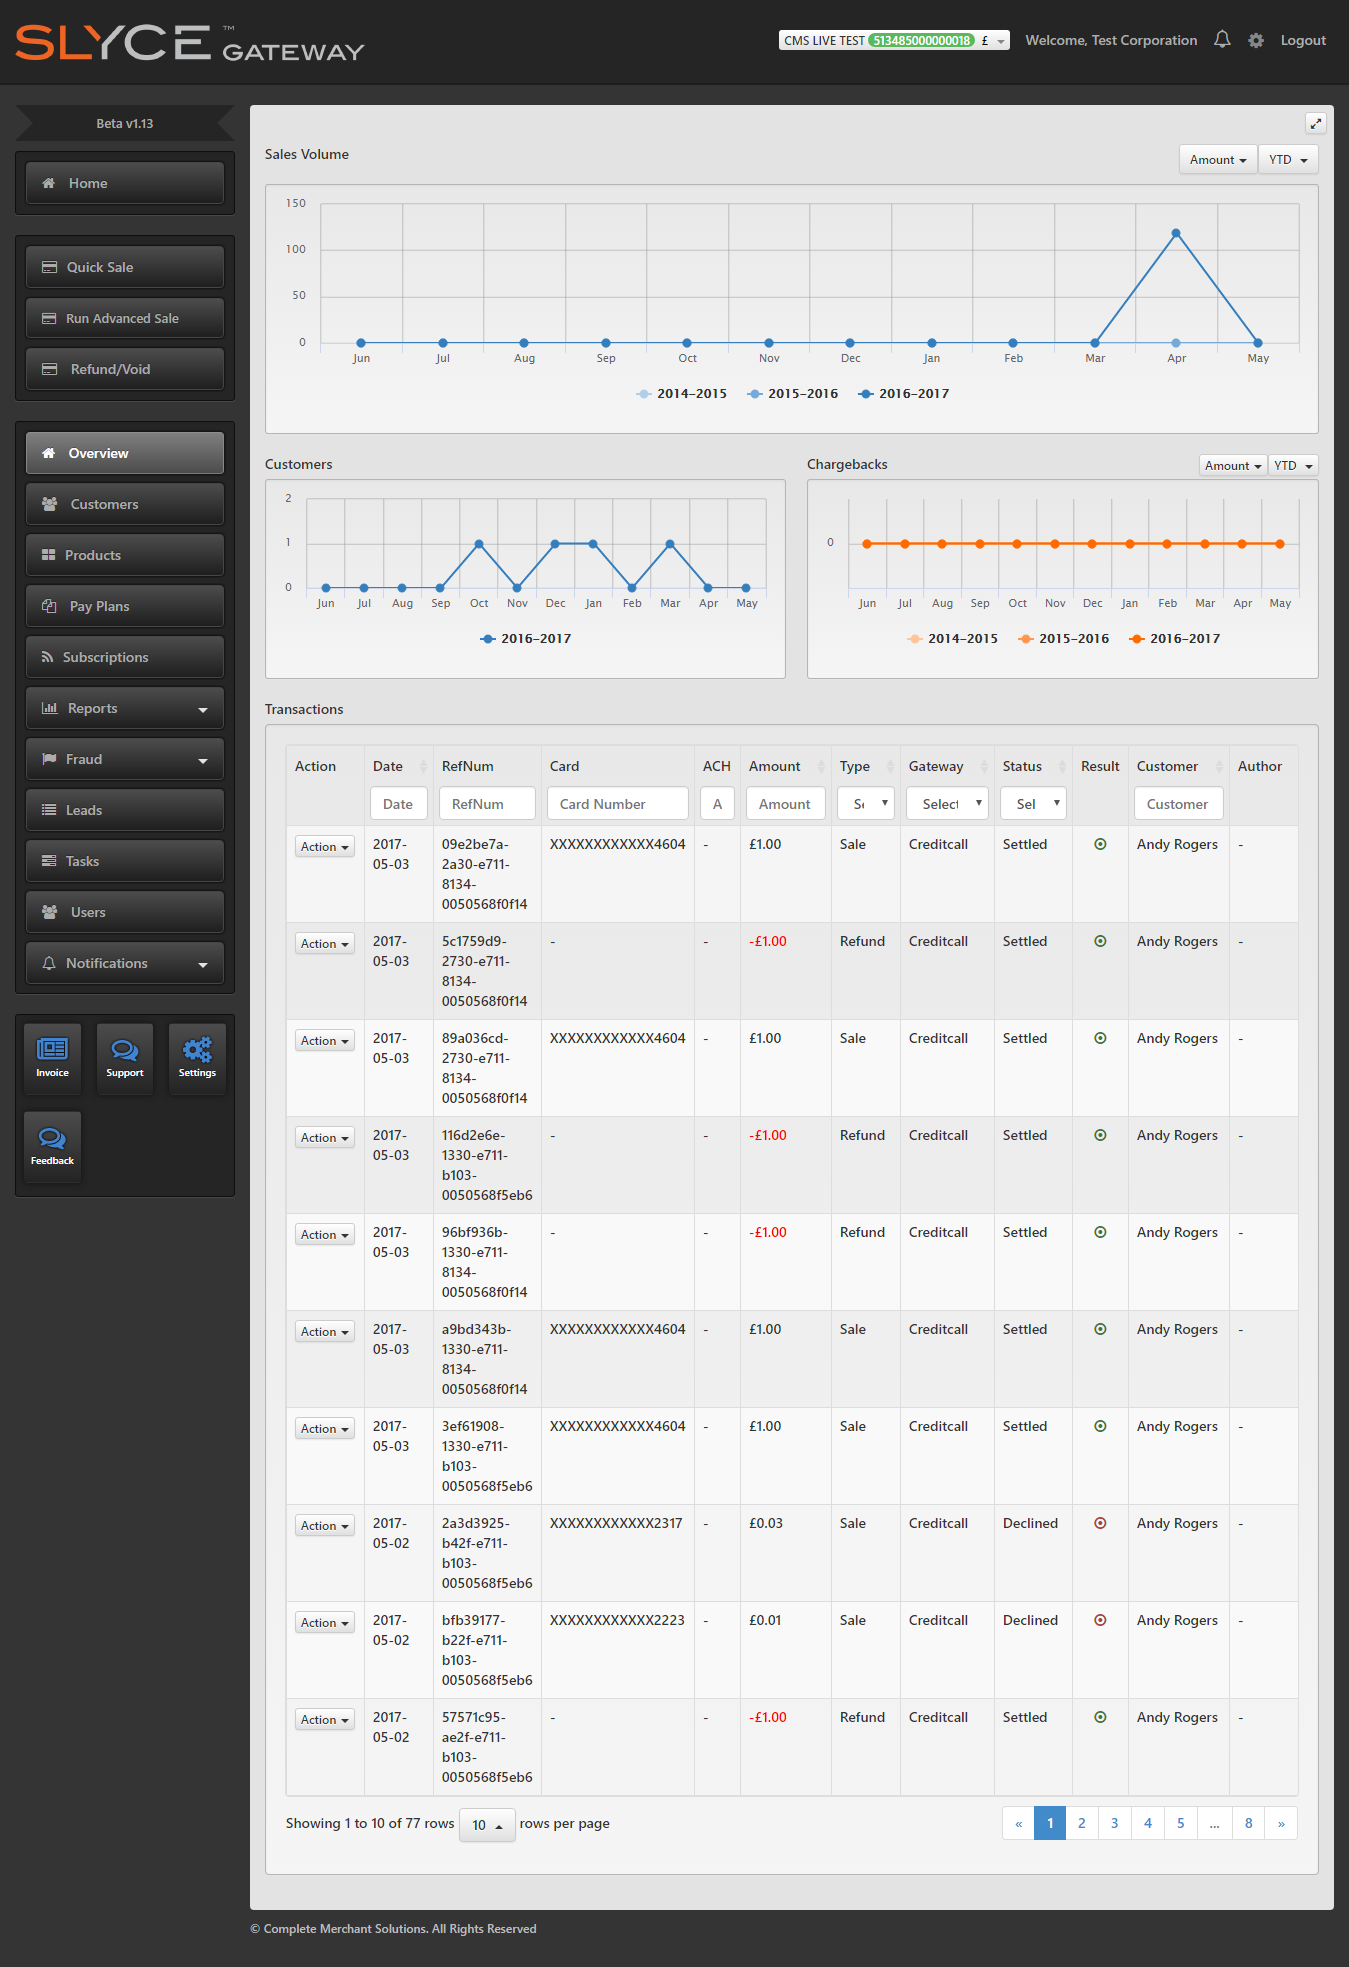 SLYCE™ GATEWAY
CMS LIVE TEST 513485000000018 £
Welcome, Test Corporation
Logout
Beta v1.13
Home
Quick Sale
Run Advanced Sale
Refund/Void
Overview
Customers
Products
Pay Plans
Subscriptions
Reports
Fraud
Leads
Tasks
Users
Notifications
Invoice
Support
Settings
Feedback
Sales Volume
Amount
YTD
150
100
50
0
Jun Jul Aug Sep Oct Nov Dec Jan Feb Mar Apr May
2014-2015 2015-2016 2016-2017
Customers
2
1
0
Jun Jul Aug Sep Oct Nov Dec Jan Feb Mar Apr May
2016-2017
Chargebacks
Amount
YTD
0
Jun Jul Aug Sep Oct Nov Dec Jan Feb Mar Apr May
2014-2015 2015-2016 2016-2017
Transactions
Action Date RefNum Card ACH Amount Type Gateway Status Result Customer Author
Date RefNum Card Number A Amount Se Select Sel Customer
Action 2017- 09e2be7a- XXXXXXXXXXXX4604 - £1.00 Sale Creditcall Settled Andy Rogers -
05-03 2a30-e711-
8134-
0050568f0f14
Action 2017- 5c1759d9- - - -£1.00 Refund Creditcall Settled Andy Rogers -
05-03 2730-e711-
8134-
0050568f0f14
Action 2017- 89a036cd- XXXXXXXXXXXX4604 - £1.00 Sale Creditcall Settled Andy Rogers -
05-03 2730-e711-
8134-
0050568f0f14
Action 2017- 116d2e6e- - - -£1.00 Refund Creditcall Settled Andy Rogers -
05-03 1330-e711-
b103-
0050568f5eb6
Action 2017- 96bf936b- - - -£1.00 Refund Creditcall Settled Andy Rogers -
05-03 1330-e711-
8134-
0050568f0f14
Action 2017- a9bd343b- XXXXXXXXXXXX4604 - £1.00 Sale Creditcall Settled Andy Rogers -
05-03 1330-e711-
8134-
0050568f0f14
Action 2017- 3ef61908- XXXXXXXXXXXX4604 - £1.00 Sale Creditcall Settled Andy Rogers -
05-03 1330-e711-
b103-
0050568f5eb6
Action 2017- 2a3d3925- XXXXXXXXXXXX2317 - £0.03 Sale Creditcall Declined Andy Rogers -
05-02 b42f-e711-
b103-
0050568f5eb6
Action 2017- bfb39177- XXXXXXXXXXXX2223 - £0.01 Sale Creditcall Declined Andy Rogers -
05-02 b22f-e711-
b103-
0050568f5eb6
Action 2017- 57571c95- - - -£1.00 Refund Creditcall Settled Andy Rogers -
05-02 ae2f-e711-
b103-
0050568f5eb6
Showing 1 to 10 of 77 rows 10 rows per page
« 1 2 3 4 5 ... 8 »
© Complete Merchant Solutions. All Rights Reserved